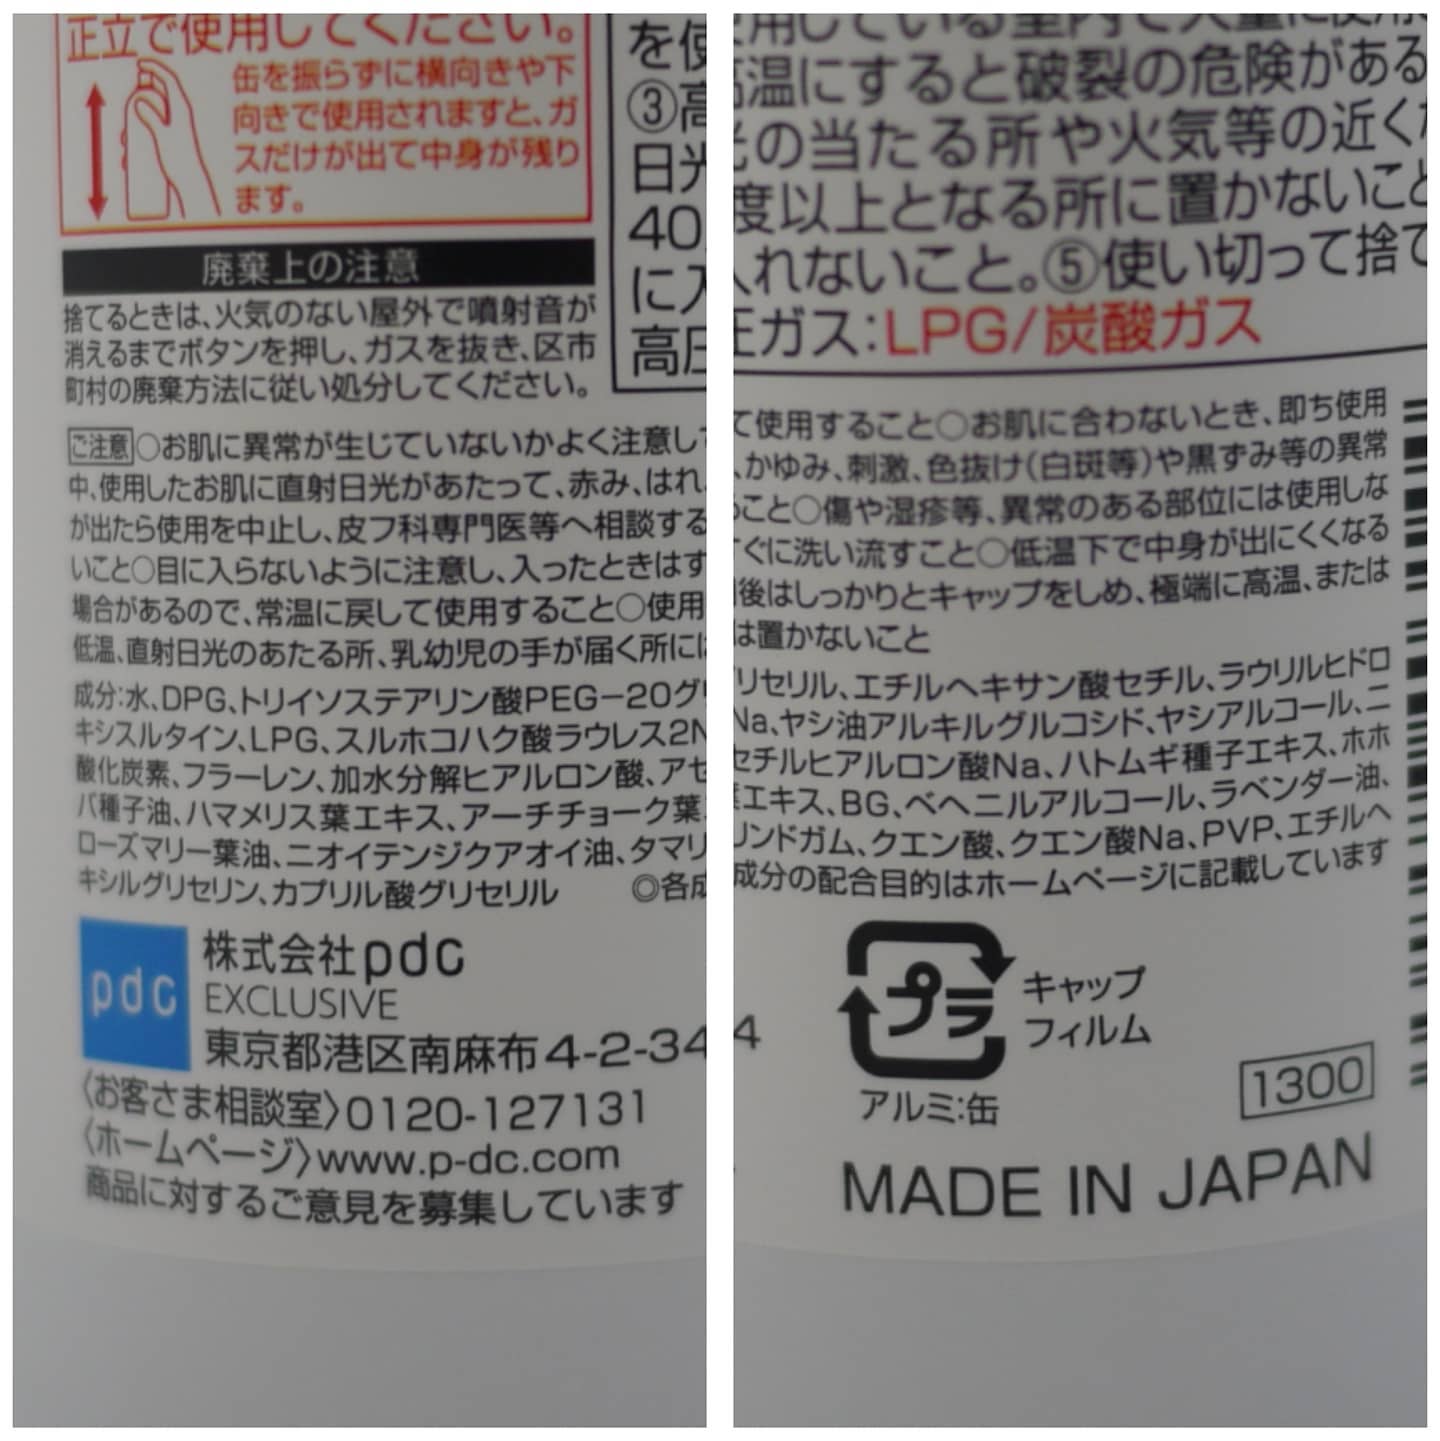 正立で使用してください。
缶を振らずに横向きや下
向きで使用されますと、ガ
スだけが出て中身が残り
ます。
廃棄上の注意
捨てるときは、火気のない屋外で噴射音が
消えるまでボタンを押し、ガスを抜き、区市
町村の廃棄方法に従い処分してください。
を使
③高
日光
40
に入
高圧
ご注意 ○お肌に異常が生じていないかよく注意して
中、使用したお肌に直射日光があたって、赤み、はれ、
が出たら使用を中止し、皮フ科専門医等へ相談する
いこと○目に入らないように注意し、入ったときはす
場合があるので、常温に戻して使用すること○使用
低温、直射日光のあたる所、乳幼児の手が届く所には
成分:水、DPG、トリイソステアリン酸PEG-20グリ
キシスルタイン、LPG、スルホコハク酸ラウレス2N
酸化炭素、フラーレン、加水分解ヒアルロン酸、アセ
バ種子油、ハマメリス葉エキス、アーチチョーク葉
ローズマリー葉油、ニオイテンジクアオイ油、タマリ
キシルグリセリン、カプリル酸グリセリル ◎各成
pdc
株式会社pdc
EXCLUSIVE
東京都港区南麻布4-2-34
〈お客さま相談室〉0120-127131
〈ホームページ〉www.p-dc.com
商品に対するご意見を募集しています
使用している室内で大量に使用
高温にすると破裂の危険がある
光の当たる所や火気等の近く
度以上となる所に置かないこと
入れないこと。⑤使い切って捨て
圧ガス:LPG/炭酸ガス
て使用すること○お肌に合わないとき、即ち使用
、かゆみ、刺激、色抜け(白斑等)や黒ずみ等の異常
ること○傷や湿疹等、異常のある部位には使用しな
すぐに洗い流すこと○低温下で中身が出にくくなる
後はしっかりとキャップをしめ、極端に高温、または
は置かないこと
リセリル、エチルヘキサン酸セチル、ラウリルヒドロ
Na、ヤシ油アルキルグルコシド、ヤシアルコール、ニ
セチルヒアルロン酸Na、ハトムギ種子エキス、ホホ
葉エキス、BG、ベヘニルアルコール、ラベンダー油、
リンドガム、クエン酸、クエン酸Na、PVP、エチルヘ
成分の配合目的はホームページに記載しています
4
プラ
キャップ
フィルム
アルミ:缶
1300
MADE IN JAPAN